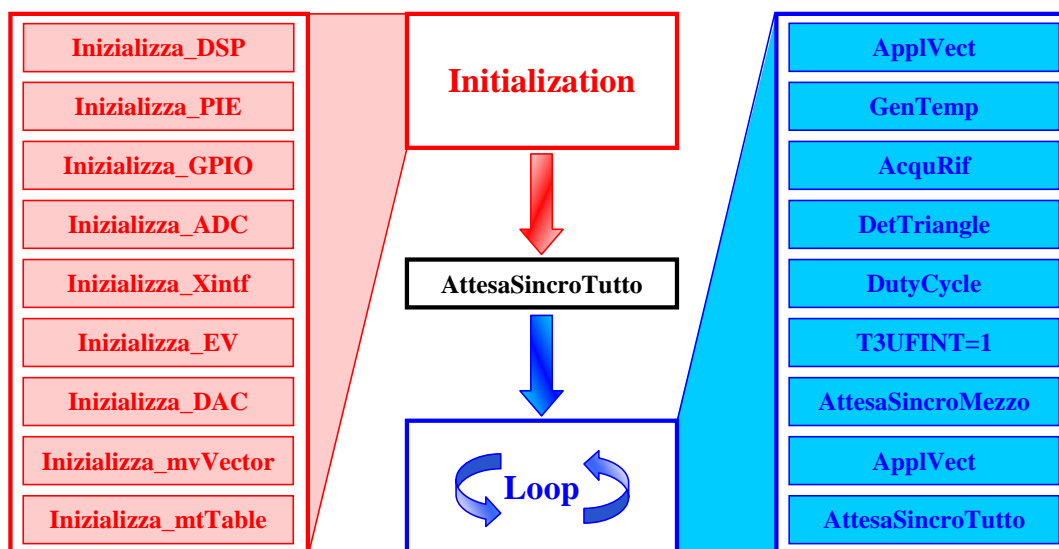 Inizializza_DSP
Inizializza_PIE
Inizializza_GPIO
Inizializza_ADC
Inizializza_Xintf
Inizializza_EV
Inizializza_DAC
Inizializza_mvVector
Inizializza_mtTable
Initialization
AttesaSincroTutto
Loop
ApplVect
GenTemp
AcquRif
DetTriangle
DutyCycle
T3UFINT=1
AttesaSincroMezzo
ApplVect
AttesaSincroTutto